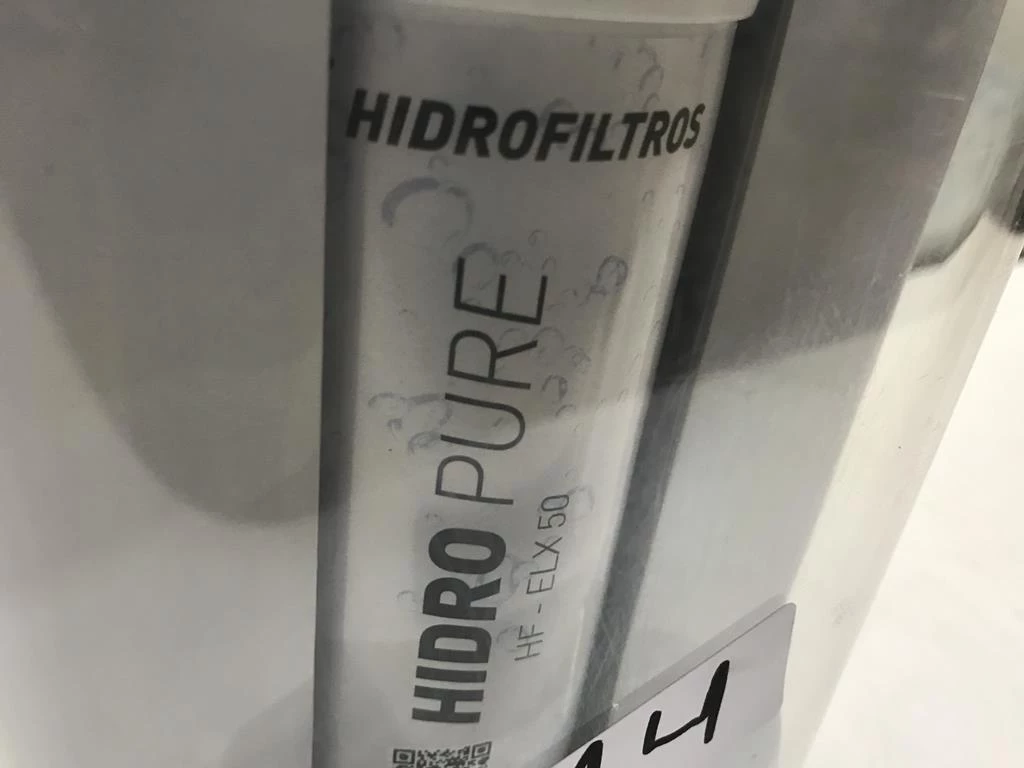 HIDROFILTROS
HIDRO PURE
HF - ELX 50